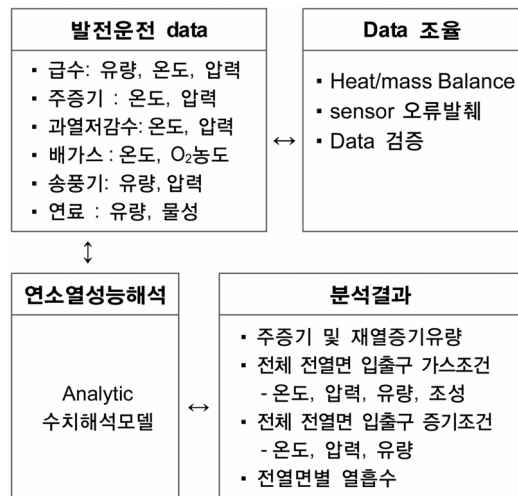 발전운전 data
▪ 급수: 유량, 온도, 압력
▪ 주증기 : 온도, 압력
▪ 과열저감수: 온도, 압력
▪ 배가스 : 온도, O₂농도
▪ 송풍기: 유량, 압력
▪ 연료 : 유량, 물성
↔
Data 조율
▪ Heat/mass Balance
▪ sensor 오류발췌
▪ Data 검증
↕
연소열성능해석
Analytic
수치해석모델
↔
분석결과
▪ 주증기 및 재열증기유량
▪ 전체 전열면 입출구 가스조건
- 온도, 압력, 유량, 조성
▪ 전체 전열면 입출구 증기조건
- 온도, 압력, 유량
▪ 전열면별 열흡수